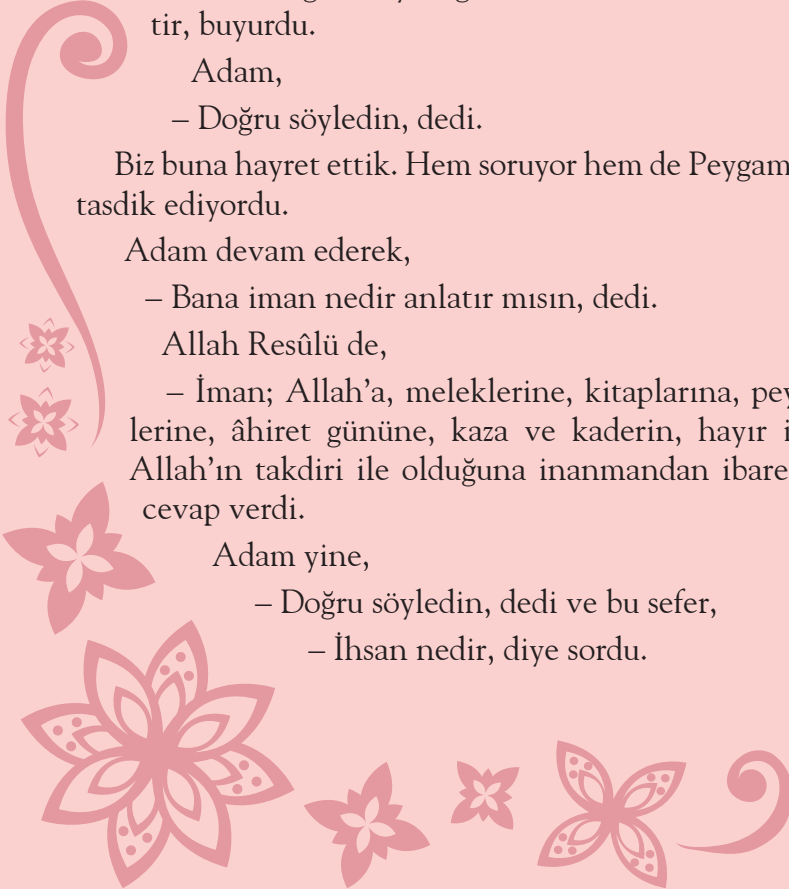 tir, buyurdu.
Adam,
– Doğru söyledin, dedi.
Biz buna hayret ettik. Hem soruyor hem de Peygam
tasdik ediyordu.
Adam devam ederek,
– Bana iman nedir anlatır mısın, dedi.
Allah Resûlü de,
– İman; Allah’a, meleklerine, kitaplarına, pey
lerine, âhiret gününe, kaza ve kaderin, hayır i
Allah’ın takdiri ile olduğuna inanmandan ibare
cevap verdi.
Adam yine,
– Doğru söyledin, dedi ve bu sefer,
– İhsan nedir, diye sordu.